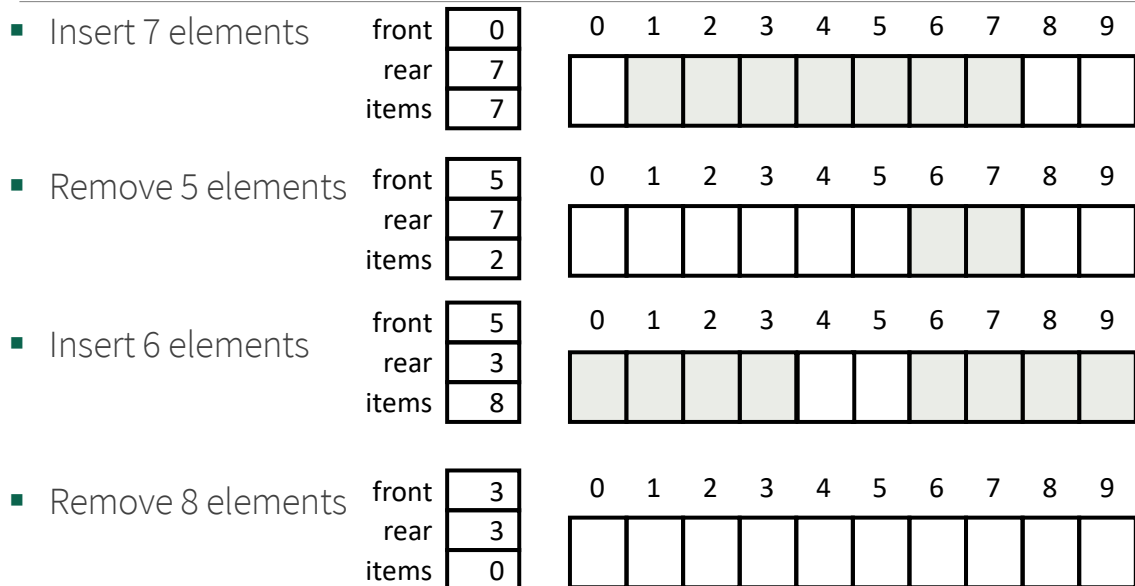 ▪ Insert 7 elements
front 0
rear 7
items 7
0 1 2 3 4 5 6 7 8 9
▪ Remove 5 elements
front 5
rear 7
items 2
0 1 2 3 4 5 6 7 8 9
▪ Insert 6 elements
front 5
rear 3
items 8
0 1 2 3 4 5 6 7 8 9
▪ Remove 8 elements
front 3
rear 3
items 0
0 1 2 3 4 5 6 7 8 9